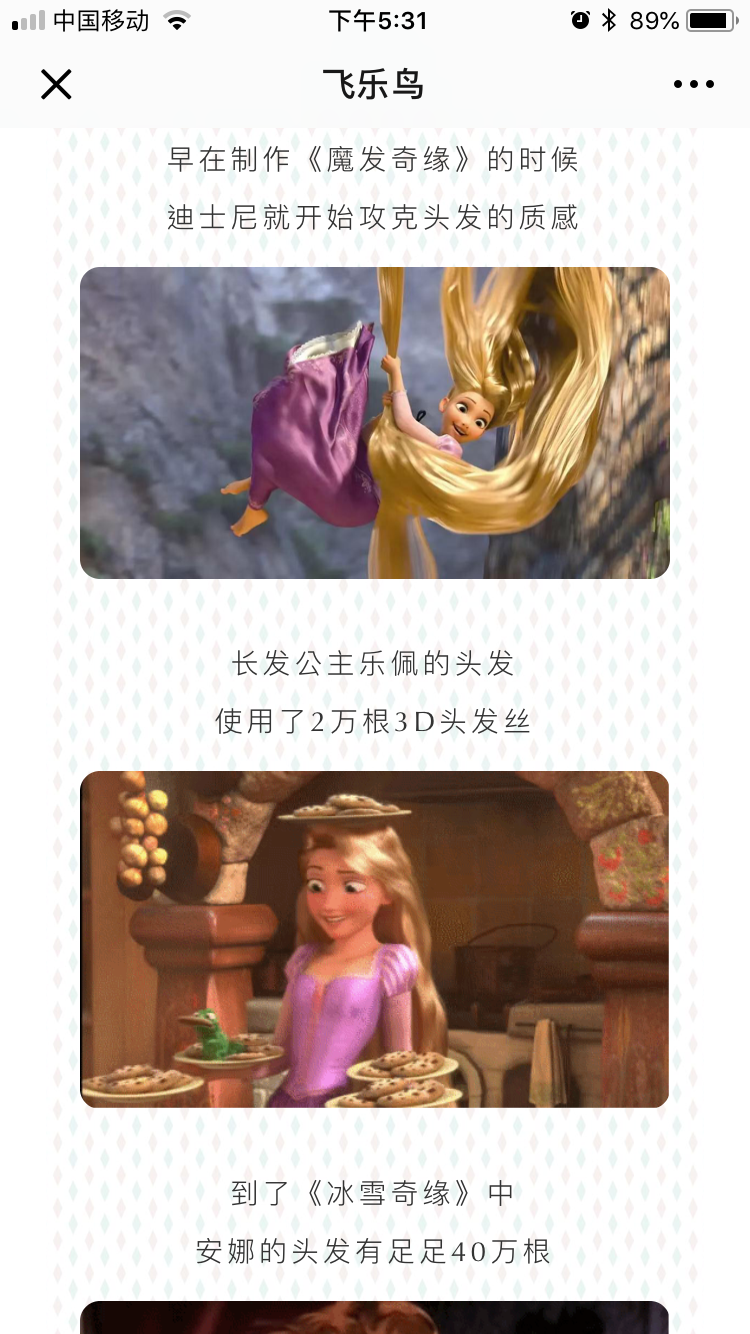 中国移动
下午5:31
89%
飞乐鸟
早在制作《魔发奇缘》的时候
迪士尼就开始攻克头发的质感
长发公主乐佩的头发
使用了2万根3D头发丝
到了《冰雪奇缘》中
安娜的头发有足足40万根